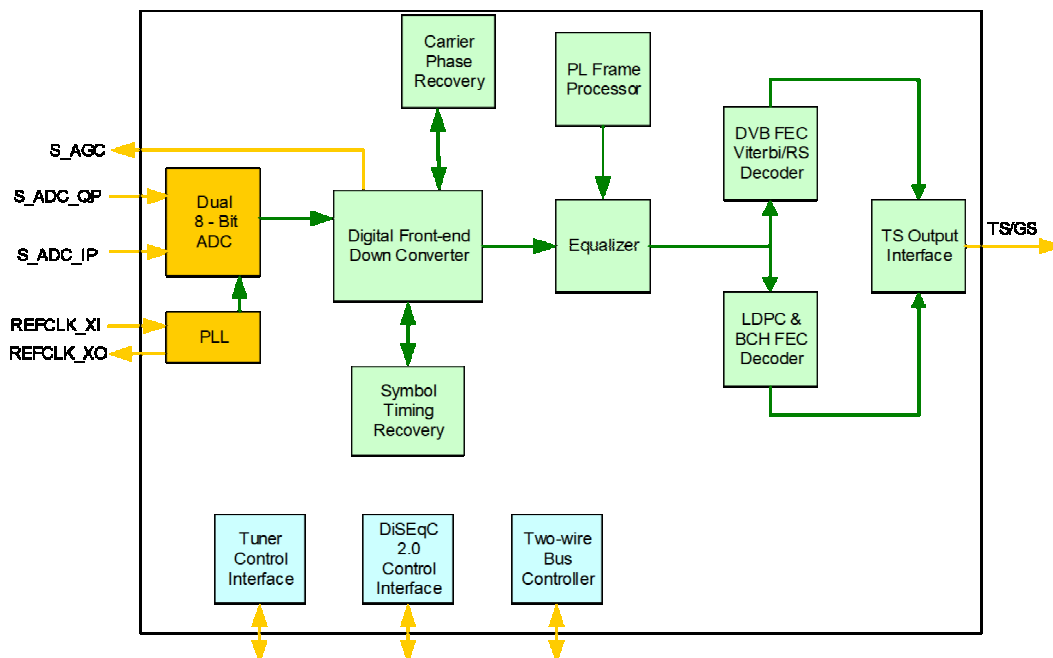 Carrier
Phase
Recovery
PL Frame
Processor
S_AGC
S_ADC_QP
S_ADC_IP
REFCLK_XI
REFCLK_XO
Dual
8 - Bit
ADC
PLL
Digital Front-end
Down Converter
Symbol
Timing
Recovery
Equalizer
DVB FEC
Viterbi/RS
Decoder
LDPC &
BCH FEC
Decoder
TS Output
Interface
TS/GS
Tuner
Control
Interface
DiSEqC
2.0
Control
Interface
Two-wire
Bus
Controller